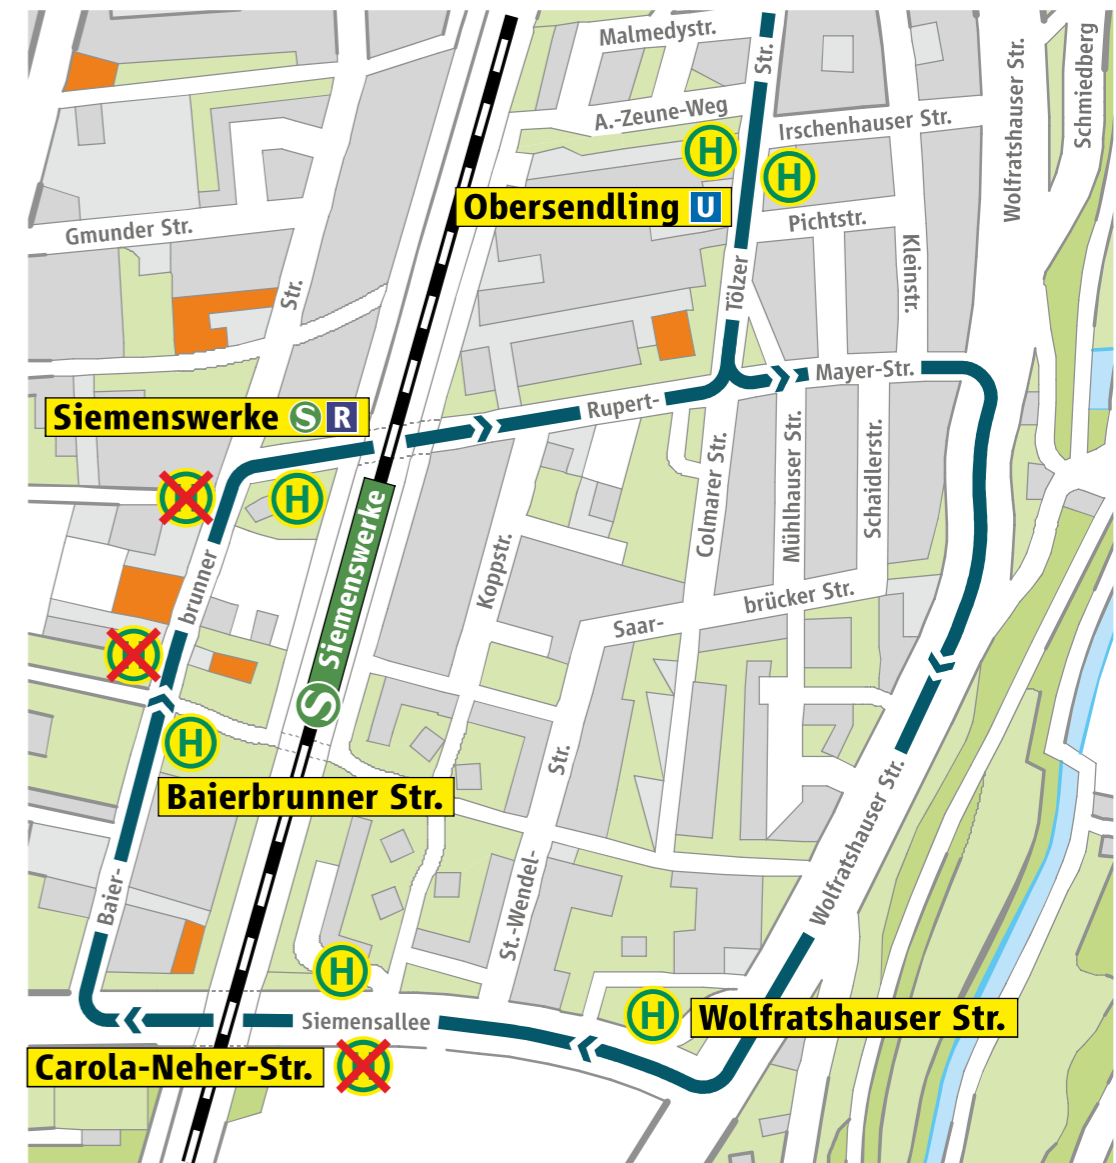 Malmedystr.
Str.
Wolfratshauser Str.
Schmiedberg
A.-Zeune-Weg
Irschenhauser Str.
H
H
Obersendling U
Pichtstr.
Gmunder Str.
Kleinstr.
Str.
Tölzer
Mayer-Str.
Rupert-
Siemenswerke S R
H
Siemenswerke
S
Colmarer Str.
Mühlhauser Str.
Schaidlerstr.
Koppstr.
brunner
brücker Str.
Saar-
H
Baierbrunner Str.
Str.
Wolfratshauser Str.
Baier-
St.-Wendel-
H
H
Wolfratshauser Str.
Siemensallee
Carola-Neher-Str.